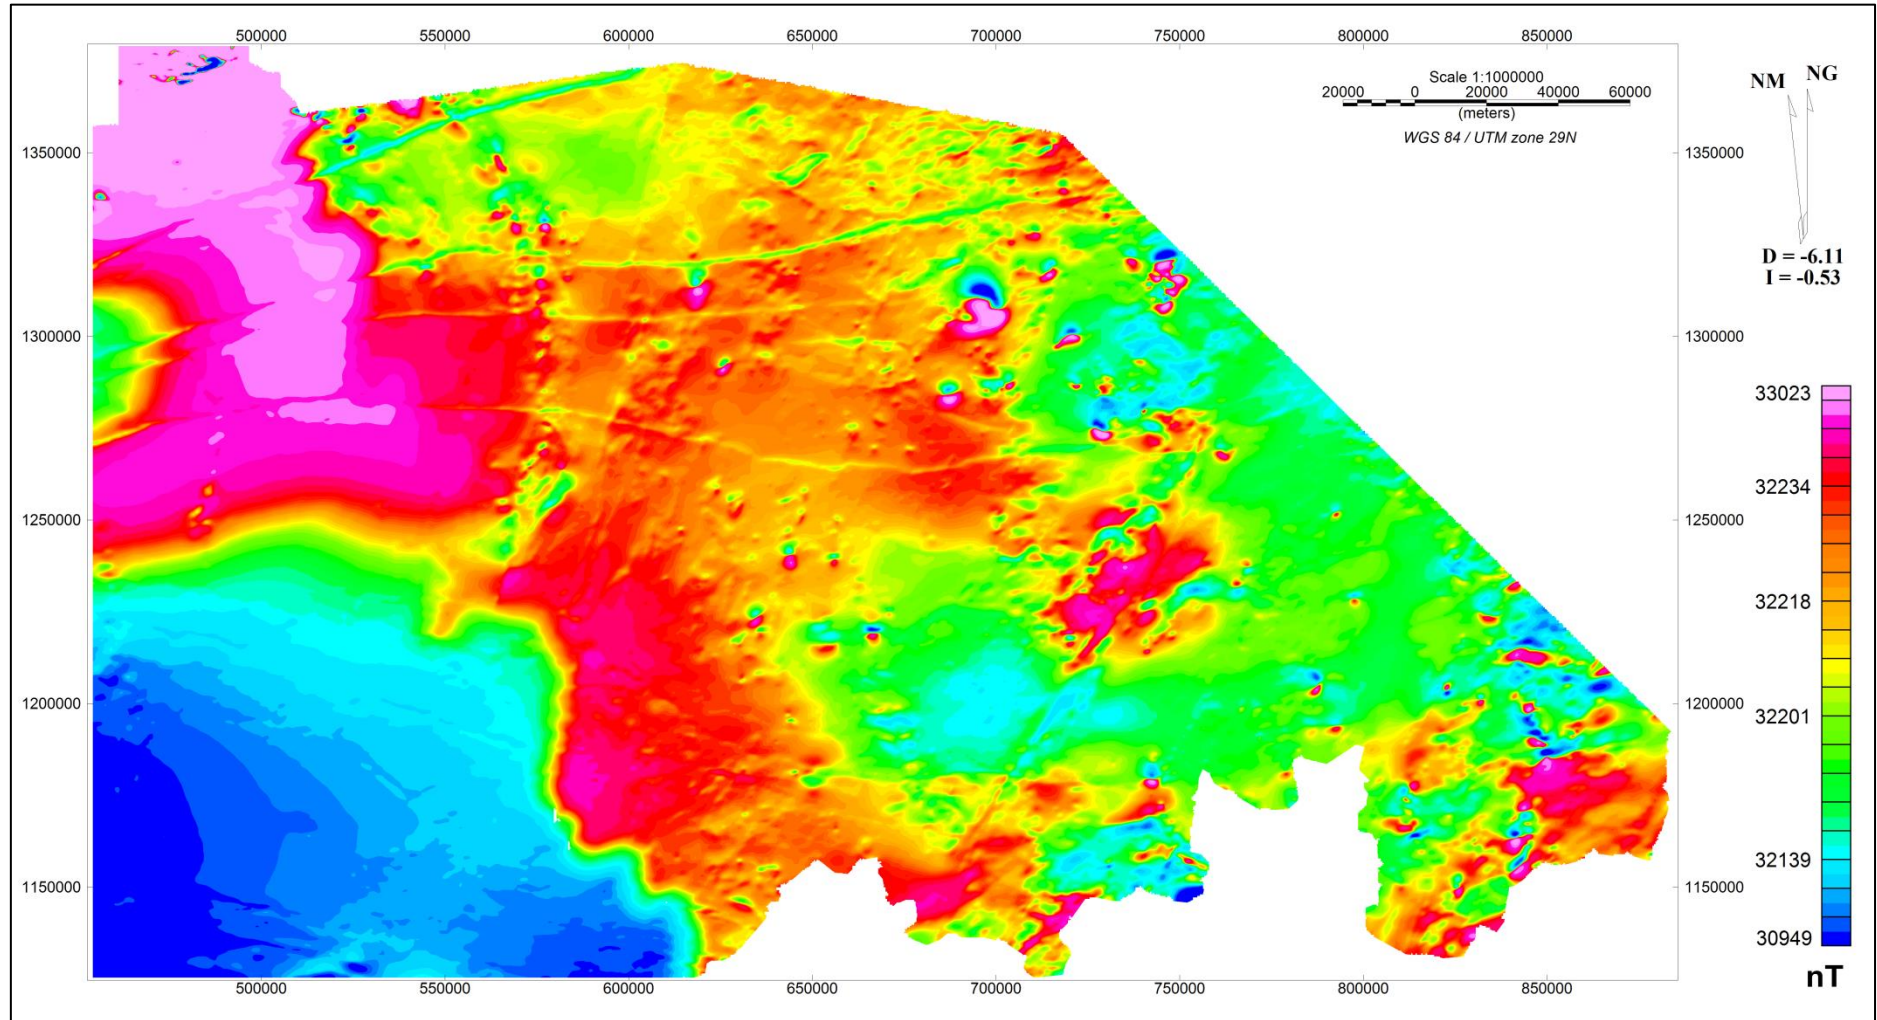 500000 550000 600000 650000 700000 750000 800000 850000
Scale 1:1000000
20000 0 20000 40000 60000
(meters)
WGS 84 / UTM zone 29N
NM NG
D = -6.11
I = -0.53
1350000 1350000
1300000 1300000
1250000 1250000
1200000 1200000
1150000 1150000
33023
32234
32218
32201
32139
30949
nT
500000 550000 600000 650000 700000 750000 800000 850000